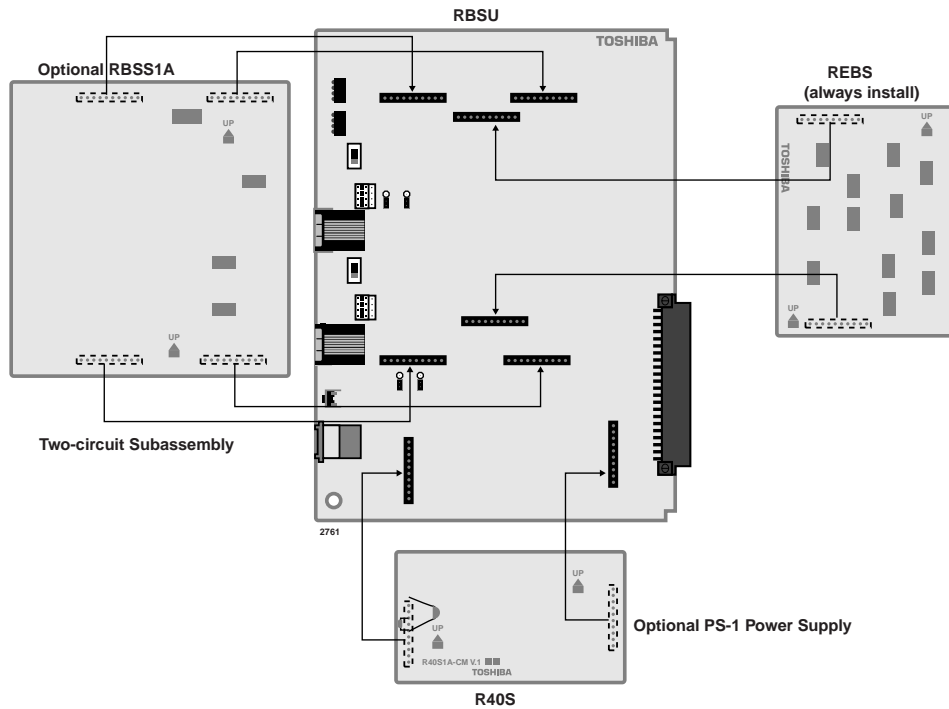 RBSU
TOSHIBA
Optional RBSS1A
UP
UP
REBS
(always install)
UP
TOSHIBA
UP
Two-circuit Subassembly
2761
UP
UP
Optional PS-1 Power Supply
R40S1A-CM V.1
TOSHIBA
R40S